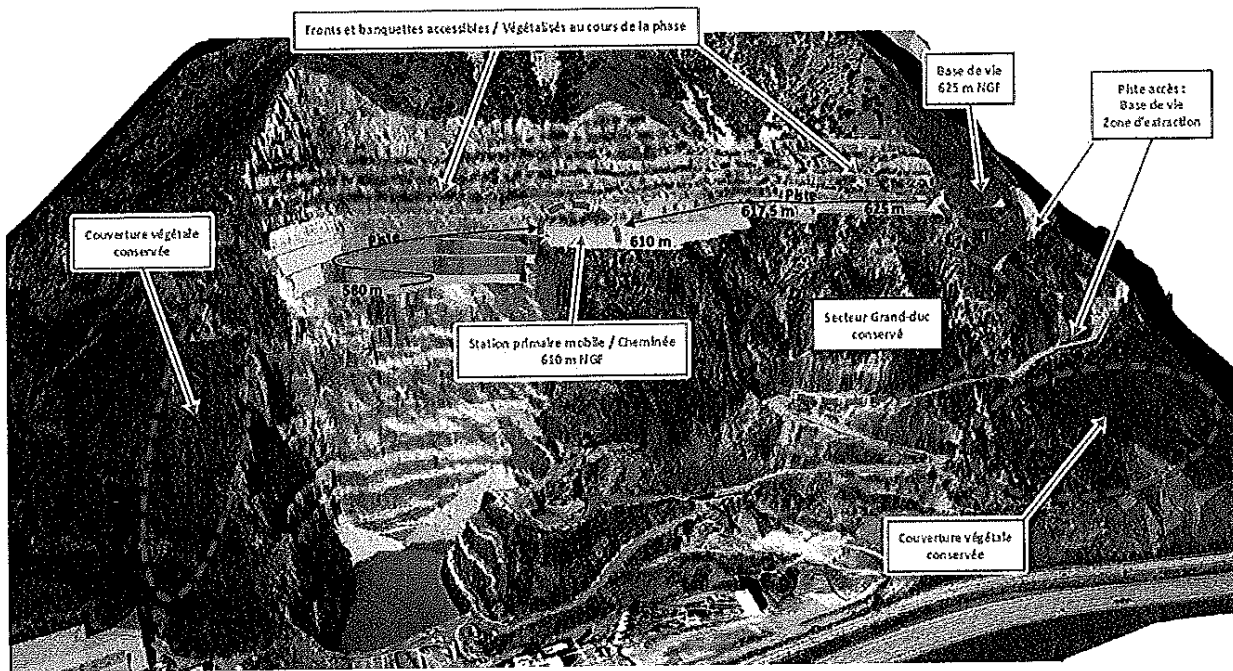 Fronts et banquettes accessibles / Végétalisés au cours de la phase
Base de vie
625 m NGF
Piste accès :
Base de vie
Zone d'extraction
Couverture végétale
conservée
Piste
617,5 m
625 m
Piste
610 m
580 m
Station primaire mobile / Cheminée
610 m NGF
Secteur Grand-duc
conservé
Couverture végétale
conservée